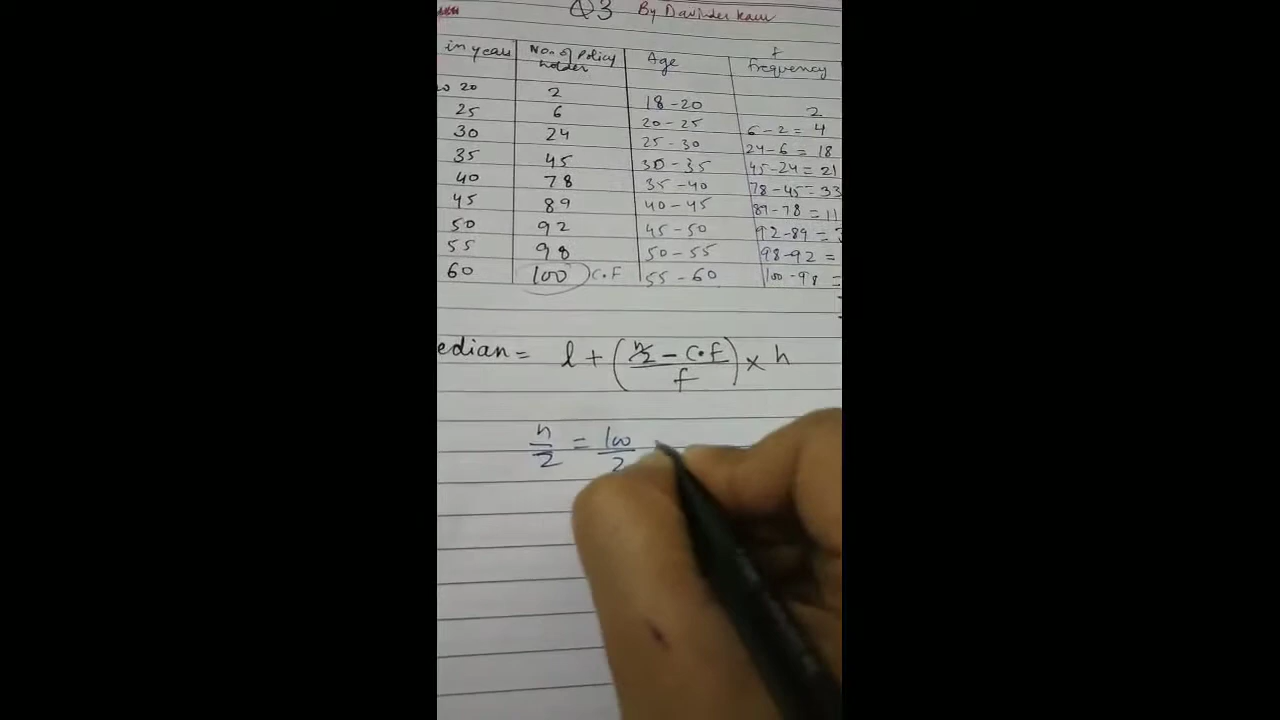 Q3 By Davinder kaur
in years No. of policy holder Age f frequency
20 2 18-20 2
25 6 20-25 6-2=4
30 24 25-30 24-6=18
35 45 30-35 45-24=21
40 78 35-40 78-45=33
45 89 40-45 89-78=11
50 92 45-50 92-89=
55 98 50-55 98-92=
60 100 C.F 55-60 100-98=
edian= l+(n/2-C.F/f)×h
n/2=100/2